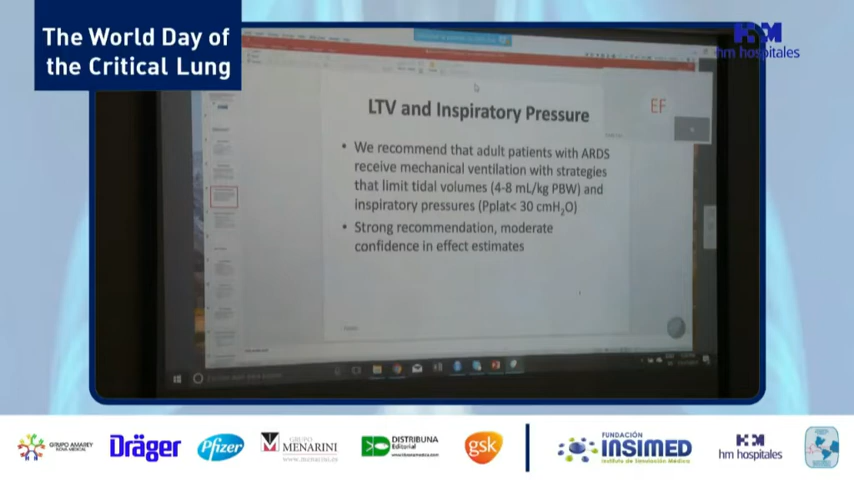 The World Day of
the Critical Lung
hm hospitales
LTV and Inspiratory Pressure
EF
• We recommend that adult patients with ARDS
receive mechanical ventilation with strategies
that limit tidal volumes (4-8 mL/kg PBW) and
inspiratory pressures (Pplat< 30 cmH₂O)
• Strong recommendation, moderate
confidence in effect estimates
GRUPO AMAREY
NOVA MEDICAL
Dräger
Pfizer
GRUPO
MENARINI
DISTRIBUNA
Editorial
gsk
FUNDACIÓN
INSIMED
Instituto de Simulación Médica
hm hospitales